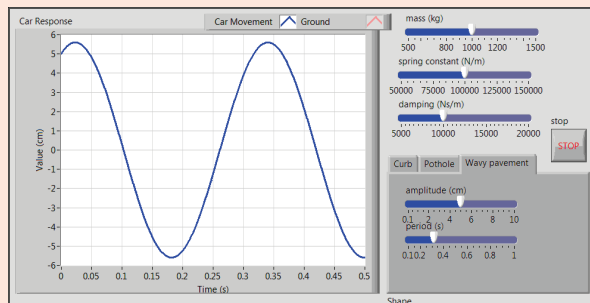 Car Response
Car Movement Ground
6-
5-
4-
3-
2-
1-
0-
-1-
-2-
-3-
-4-
-5-
-6-
Value (cm)
0 0.05 0.1 0.15 0.2 0.25 0.3 0.35 0.4 0.45 0.5
Time (s)
mass (kg)
500 800 1000 1200 1500
spring constant (N/m)
50000 75000 100000 125000 150000
damping (Ns/m)
5000 10000 15000 20000
stop
STOP
Curb Pothole Wavy pavement
amplitude (cm)
0.1 2 4 6 8 10
period (s)
0.10.2 0.4 0.6 0.8 1
Shape